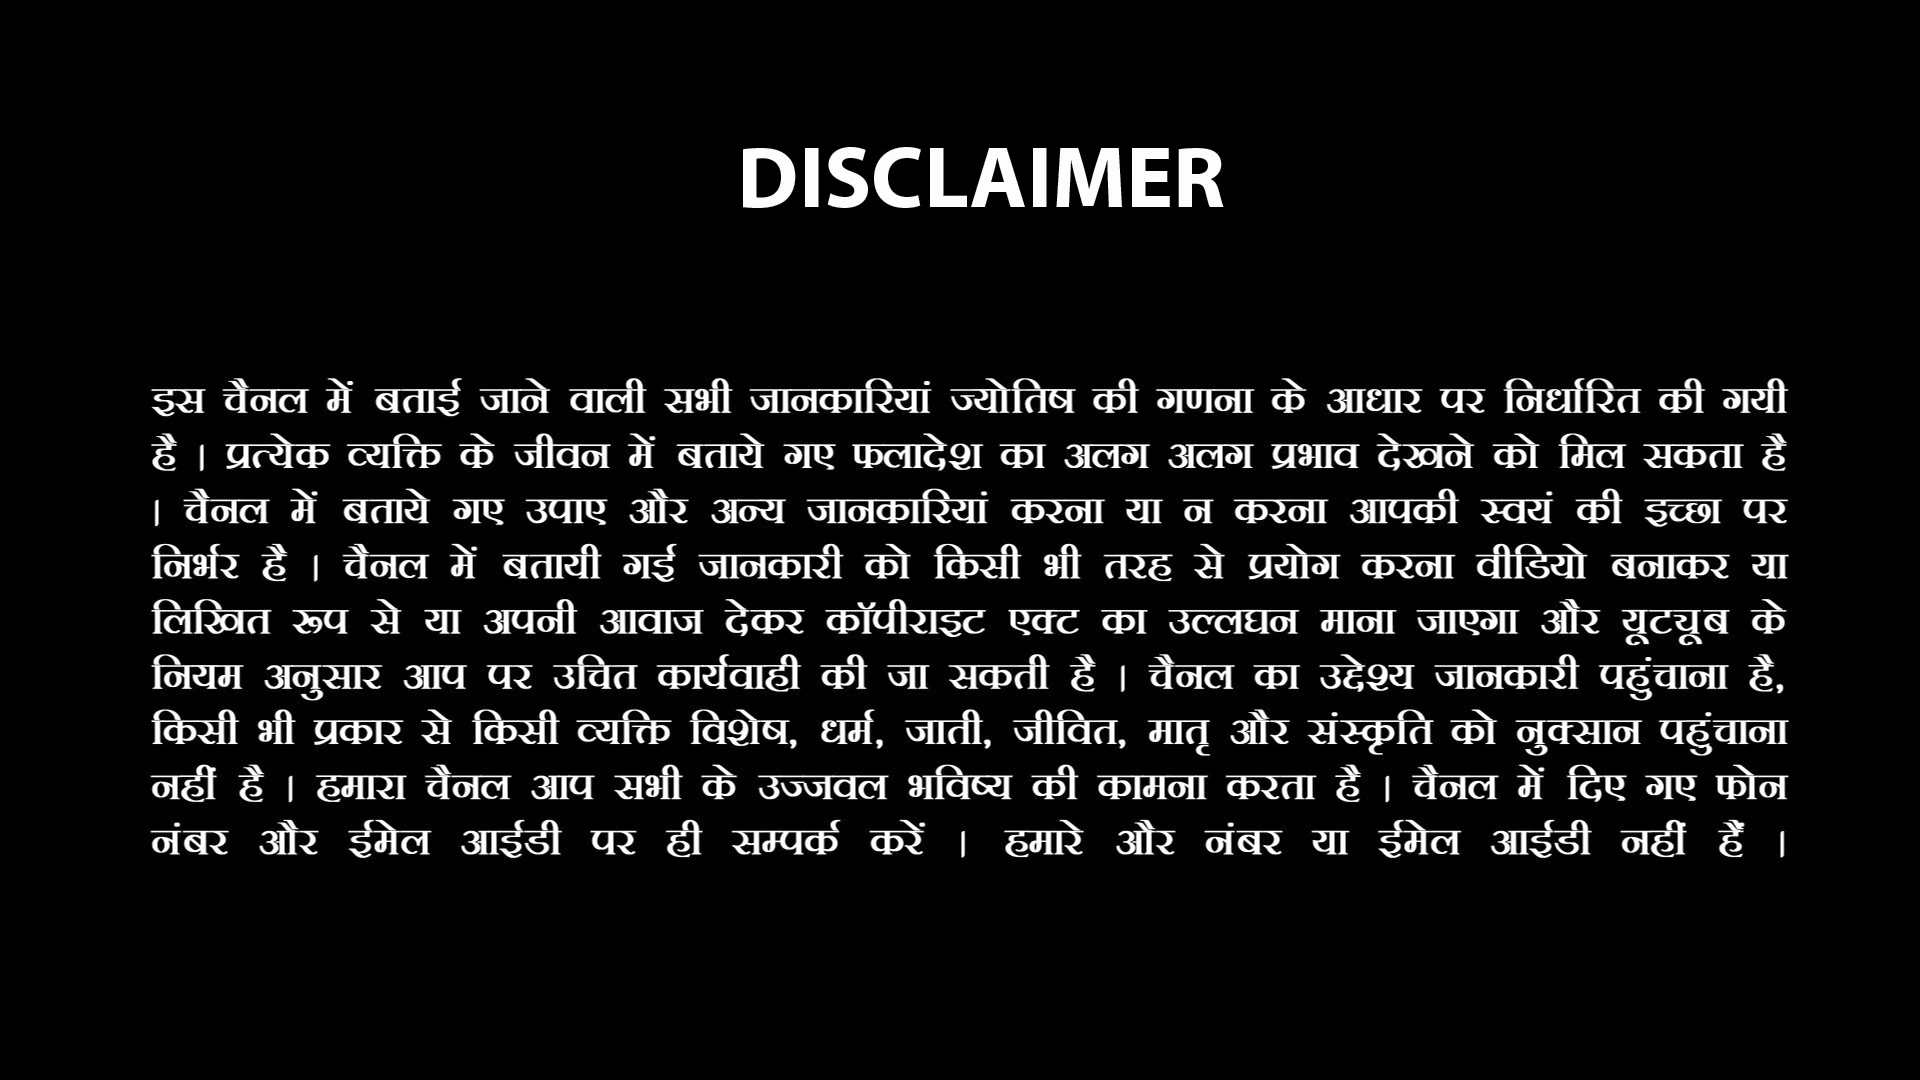 DISCLAIMER
इस चैनल में बताई जाने वाली सभी जानकारियां ज्योतिष की गणना के आधार पर निर्धारित की गयी
है । प्रत्येक व्यक्ति के जीवन में बताये गए फलादेश का अलग अलग प्रभाव देखने को मिल सकता है
। चैनल में बताये गए उपाए और अन्य जानकारियां करना या न करना आपकी स्वयं की इच्छा पर
निर्भर है । चैनल में बतायी गई जानकारी को किसी भी तरह से प्रयोग करना वीडियो बनाकर या
लिखित रूप से या अपनी आवाज देकर कॉपीराइट एक्ट का उल्लघन माना जाएगा और यूटच्यूब के
नियम अनुसार आप पर उचित कार्यवाही की जा सकती है । चैनल का उद्देश्य जानकारी पहुंचाना है,
किसी भी प्रकार से किसी व्यक्ति विशेष, धर्म, जाती, जीवित, मातृ और संस्कृति को नुक्सान पहुंचाना
नहीं है । हमारा चैनल आप सभी के उज्जवल भविष्य की कामना करता है । चैनल में दिए गए फोन
नंबर और ईमेल आईडी पर ही सम्पर्क करें । हमारे और नंबर या ईमेल आईडी नहीं हैं ।